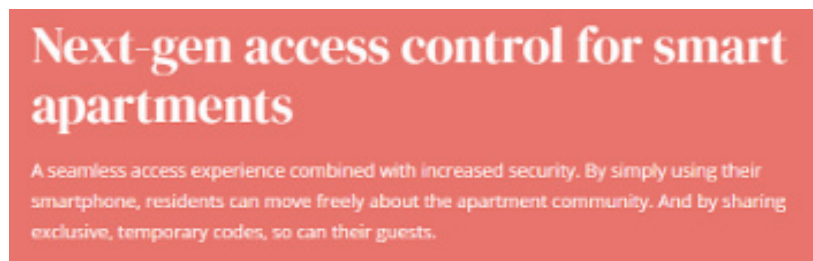 Next-gen access control for smart
apartments
A seamless access experience combined with increased security. By simply using their
smartphone, residents can move freely about the apartment community. And by sharing
exclusive, temporary codes, so can their guests.